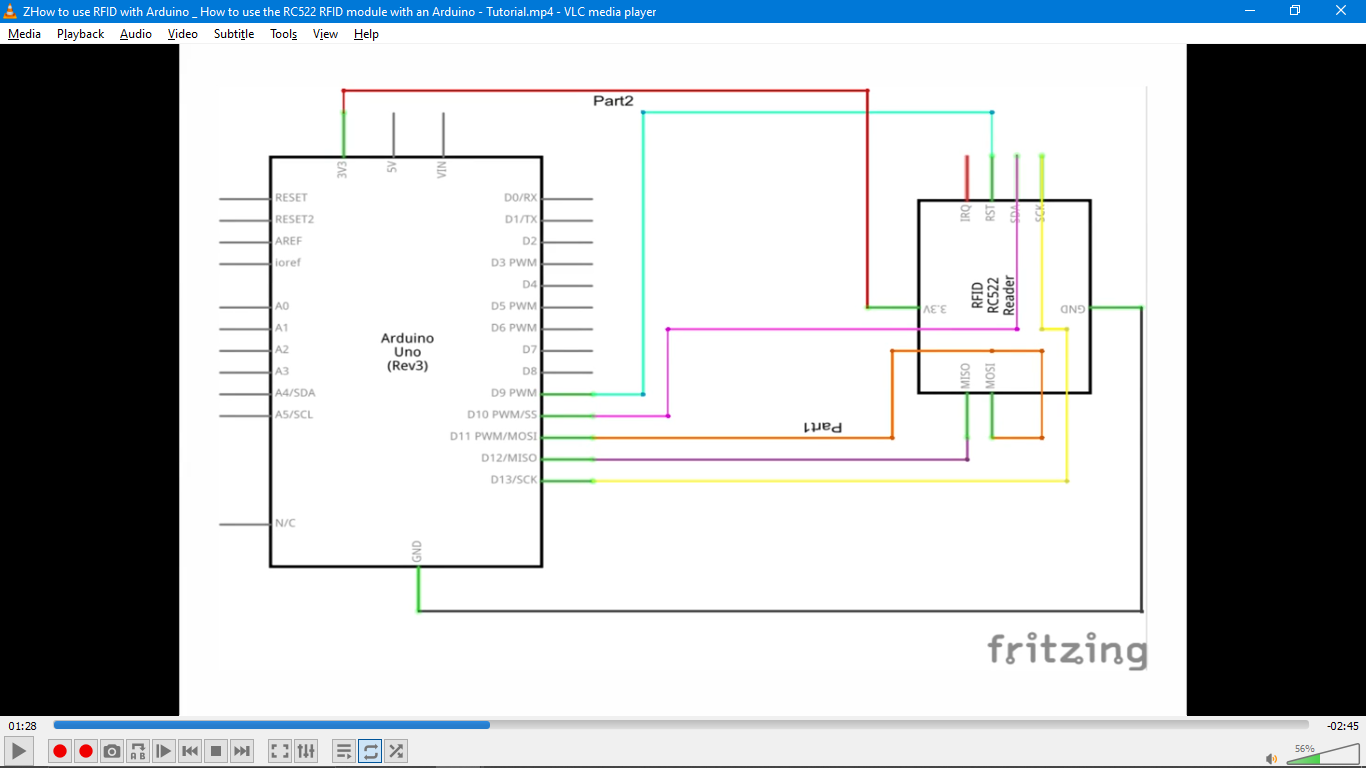 ZHow to use RFID with Arduino _ How to use the RC522 RFID module with an Arduino - Tutorial.mp4 - VLC media player
Media Playback Audio Video Subtitle Tools View Help
Part2
3V3 5V VIN
RESET
RESET2
AREF
ioref
A0
A1
A2
A3
A4/SDA
A5/SCL
N/C
Arduino
Uno
(Rev3)
D0/RX
D1/TX
D2
D3 PWM
D4
D5 PWM
D6 PWM
D7
D8
D9 PWM
D10 PWM/SS
D11 PWM/MOSI
D12/MISO
D13/SCK
GND
Part1
IRQ RST SDA SCK
RFID
RC522
Reader
3.3V
GND
MISO MOSI
fritzing
01:28
-02:45
A B
56%